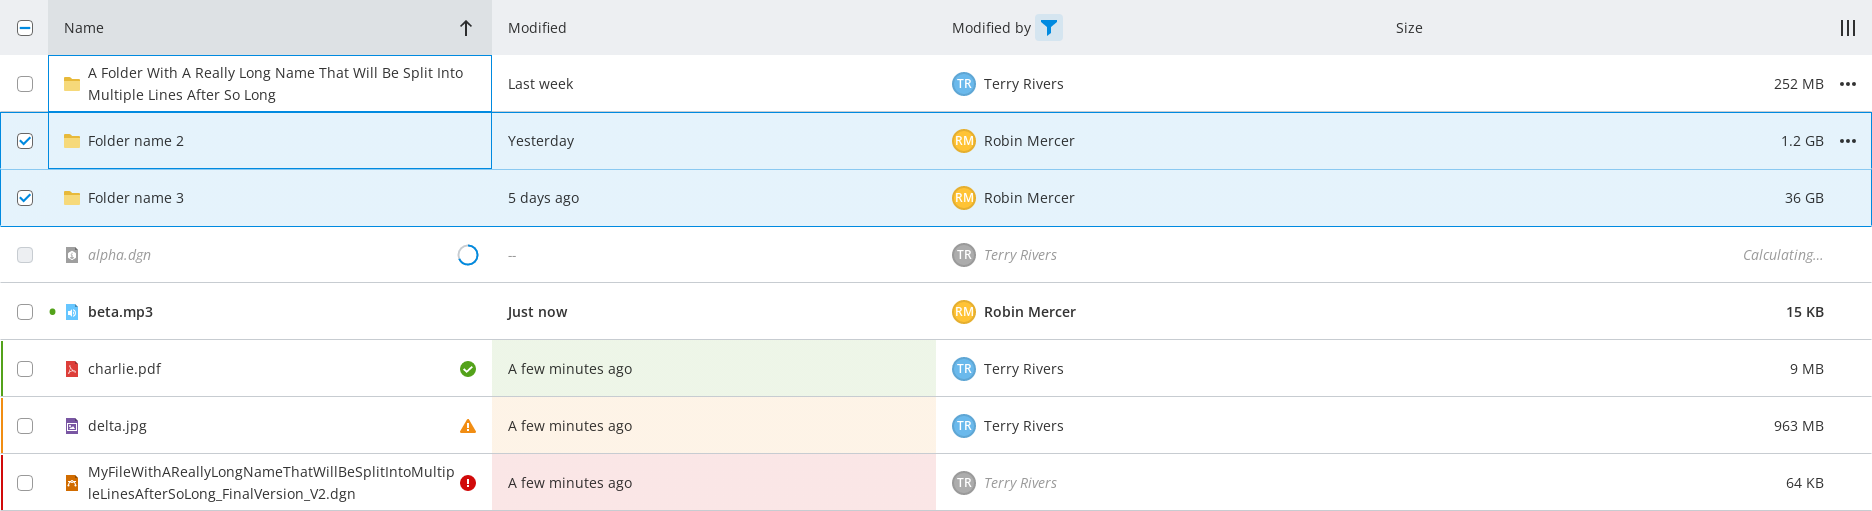 Name
Modified
Modified by
Size
A Folder With A Really Long Name That Will Be Split Into
Multiple Lines After So Long
Last week
TR
Terry Rivers
252 MB
Folder name 2
Yesterday
RM
Robin Mercer
1.2 GB
Folder name 3
5 days ago
RM
Robin Mercer
36 GB
alpha.dgn
--
TR
Terry Rivers
Calculating...
beta.mp3
Just now
RM
Robin Mercer
15 KB
charlie.pdf
A few minutes ago
TR
Terry Rivers
9 MB
delta.jpg
A few minutes ago
TR
Terry Rivers
963 MB
MyFileWithAReallyLongNameThatWillBeSplitIntoMultip
leLinesAfterSoLong_FinalVersion_V2.dgn
A few minutes ago
TR
Terry Rivers
64 KB